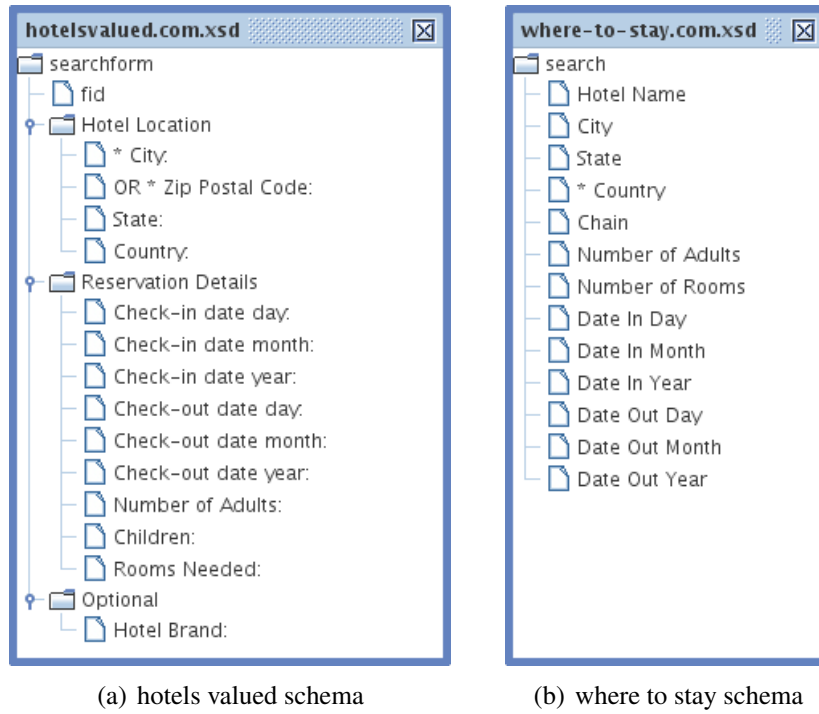 hotelsvalued.com.xsd
searchform
fid
Hotel Location
* City:
OR * Zip Postal Code:
State:
Country:
Reservation Details
Check-in date day:
Check-in date month:
Check-in date year:
Check-out date day:
Check-out date month:
Check-out date year:
Number of Adults:
Children:
Rooms Needed:
Optional
Hotel Brand:
(a) hotels valued schema
where-to-stay.com.xsd
search
Hotel Name
City
State
* Country
Chain
Number of Adults
Number of Rooms
Date In Day
Date In Month
Date In Year
Date Out Day
Date Out Month
Date Out Year
(b) where to stay schema